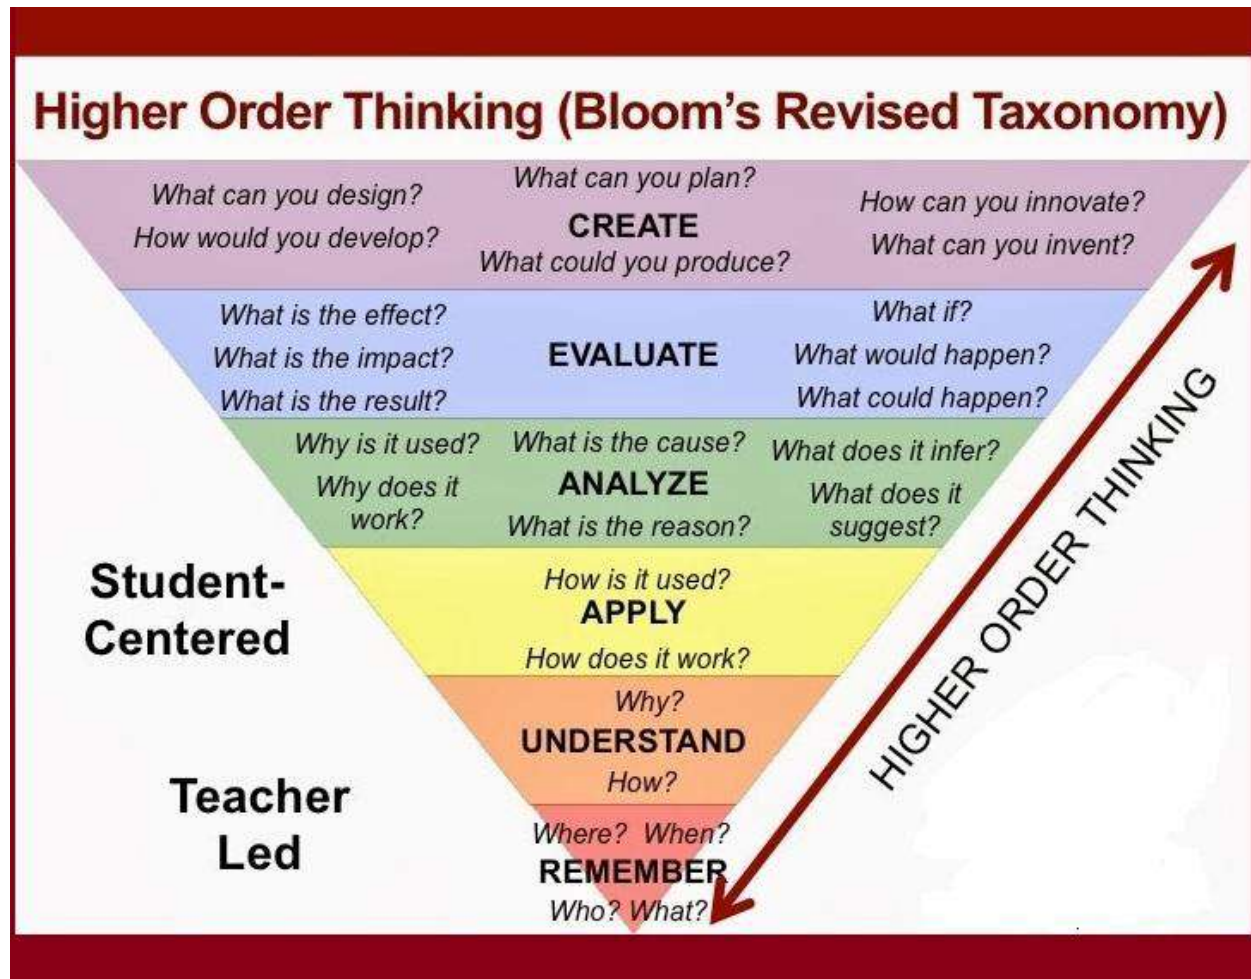 Higher Order Thinking (Bloom's Revised Taxonomy)
What can you design?
How would you develop?
What can you plan?
CREATE
What could you produce?
How can you innovate?
What can you invent?
What is the effect?
What is the impact?
What is the result?
EVALUATE
What if?
What would happen?
What could happen?
Why is it used?
Why does it
work?
What is the cause?
ANALYZE
What is the reason?
What does it infer?
What does it
suggest?
How is it used?
APPLY
How does it work?
Why?
UNDERSTAND
How?
Where? When?
REMEMBER
Who? What?
Student-
Centered
Teacher
Led
HIGHER ORDER THINKING